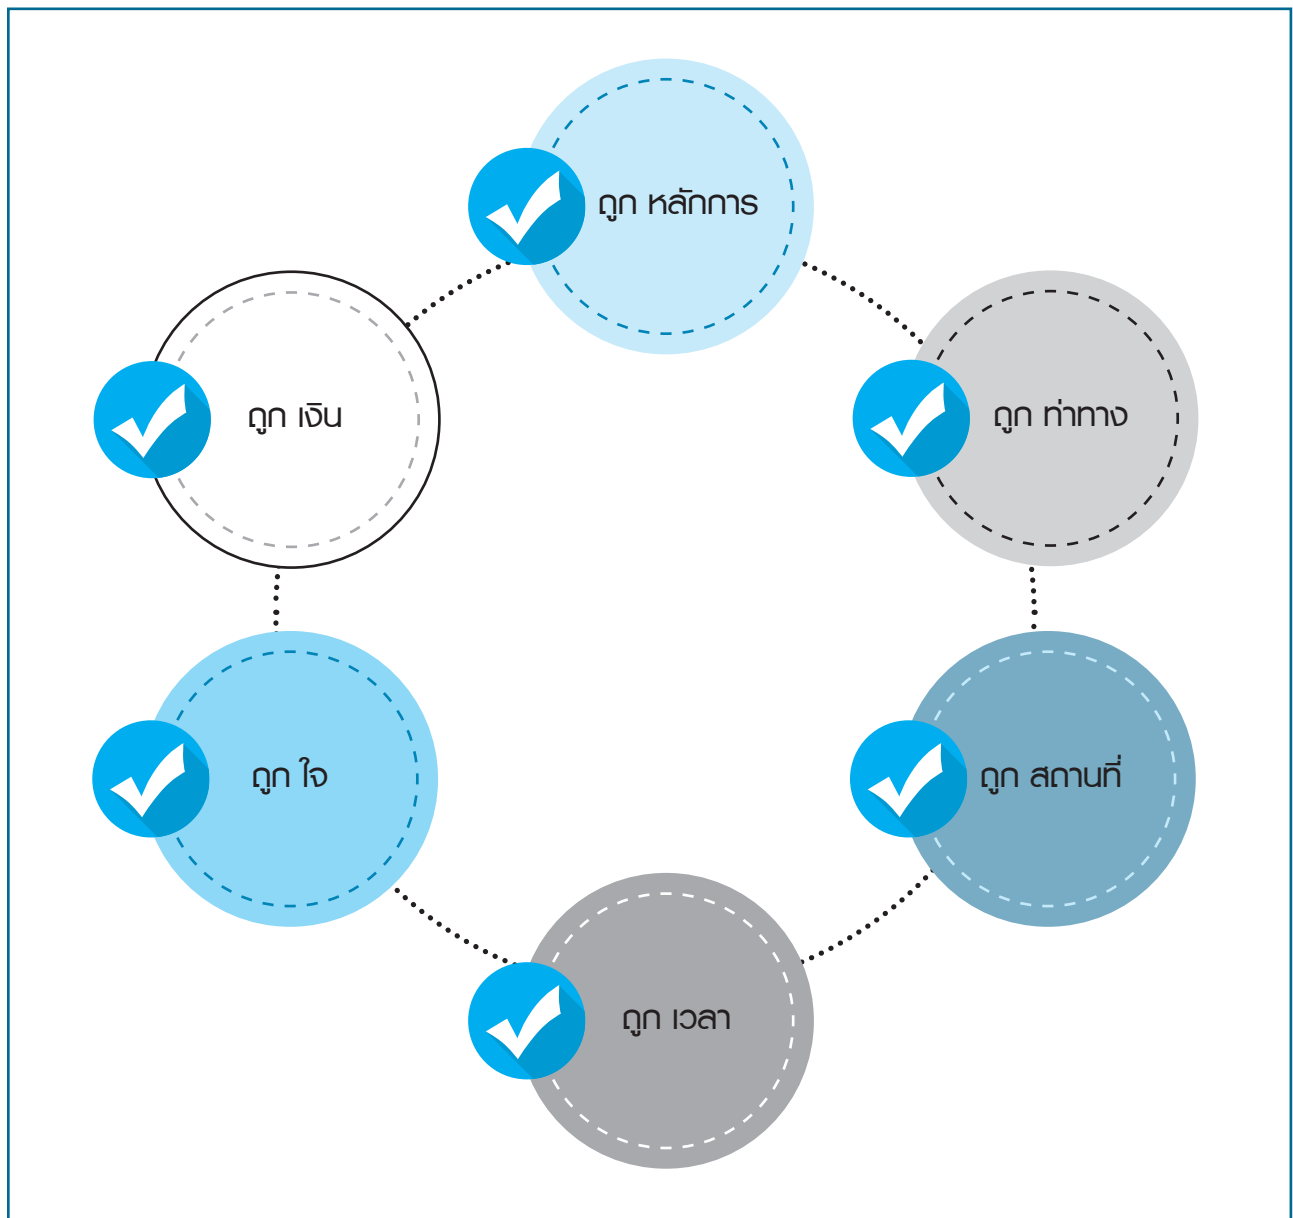 ถูก หลักการ
ถูก ท่าทาง
ถูก สถานที่
ถูก เวลา
ถูก ใจ
ถูก เงิน